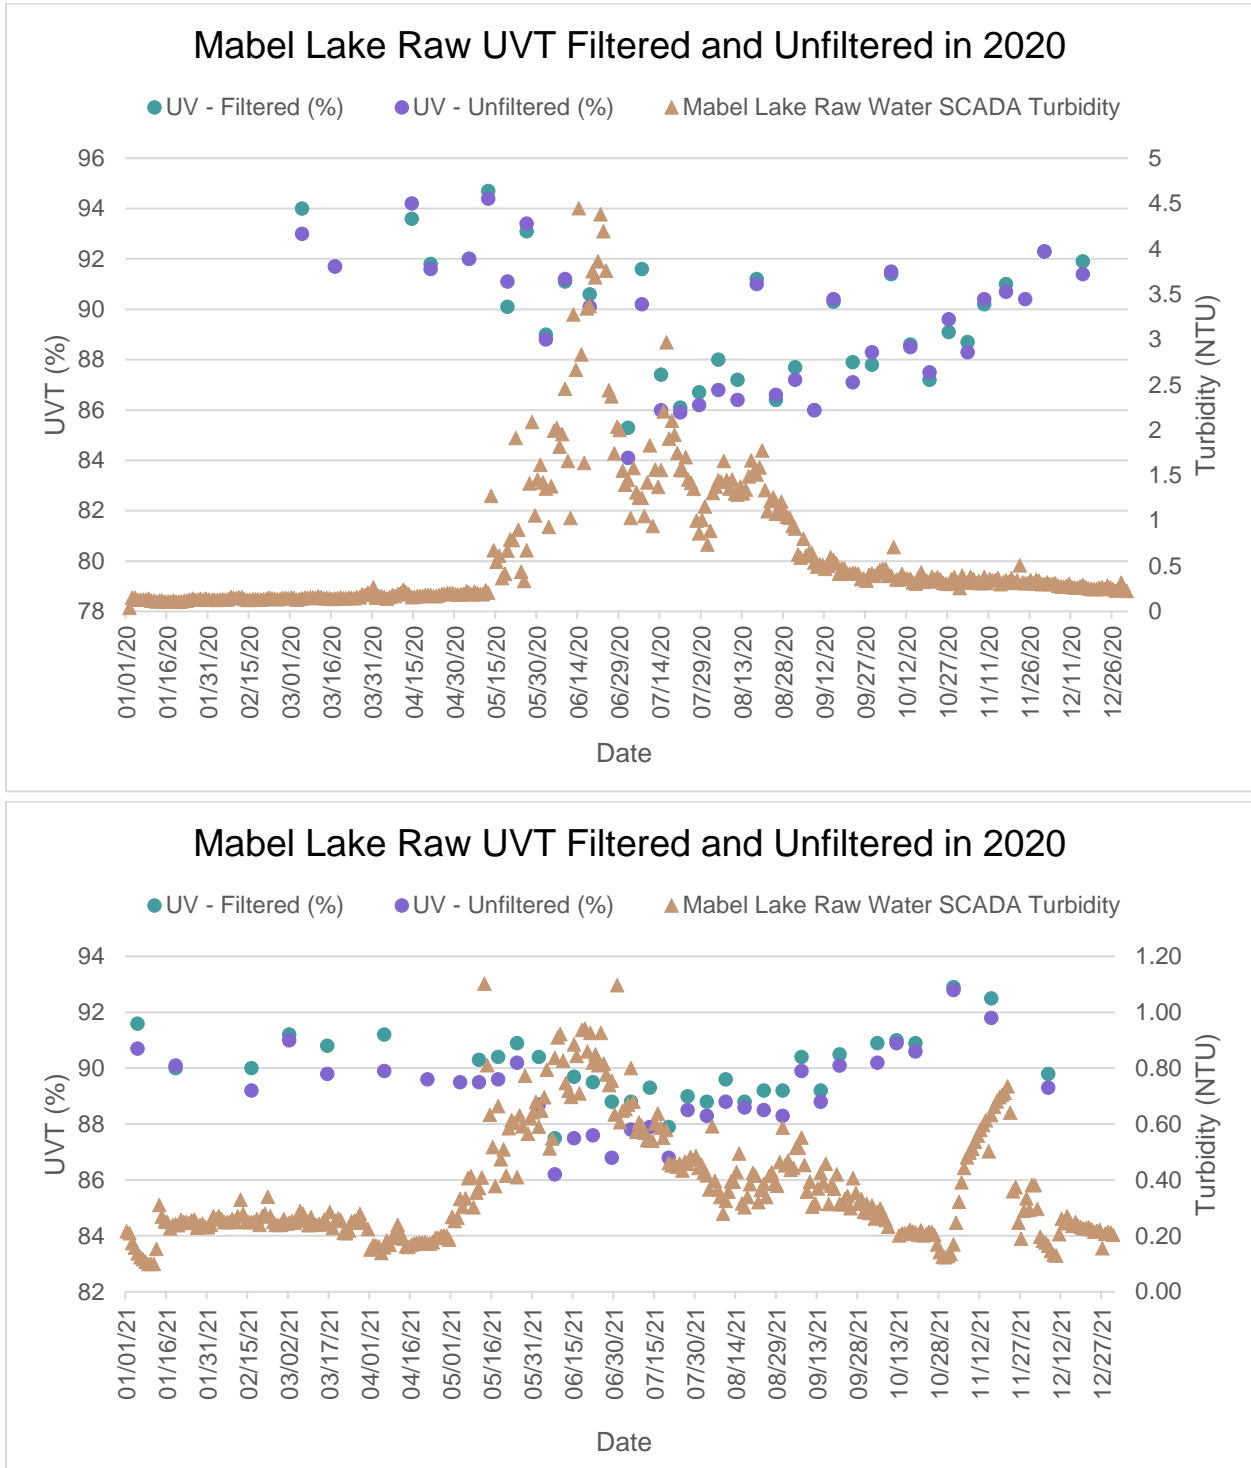 Mabel Lake Raw UVT Filtered and Unfiltered in 2020
UV - Filtered (%) UV - Unfiltered (%) Mabel Lake Raw Water SCADA Turbidity
96 5
94 4.5
92 4
90 3.5
88 3
86 2.5
84 2
82 1.5
80 1
78 0.5
0
UVT (%)
Turbidity (NTU)
01/01/20 01/16/20 01/31/20 02/15/20 03/01/20 03/16/20 03/31/20 04/15/20 04/30/20 05/15/20 05/30/20 06/14/20 06/29/20 07/14/20 07/29/20 08/13/20 08/28/20 09/12/20 09/27/20 10/12/20 10/27/20 11/11/20 11/26/20 12/11/20 12/26/20
Date
Mabel Lake Raw UVT Filtered and Unfiltered in 2020
UV - Filtered (%) UV - Unfiltered (%) Mabel Lake Raw Water SCADA Turbidity
94 1.20
92 1.00
90 0.80
88 0.60
86 0.40
84 0.20
82 0.00
UVT (%)
Turbidity (NTU)
01/01/21 01/16/21 01/31/21 02/15/21 03/02/21 03/17/21 04/01/21 04/16/21 05/01/21 05/16/21 05/31/21 06/15/21 06/30/21 07/15/21 07/30/21 08/14/21 08/29/21 09/13/21 09/28/21 10/13/21 10/28/21 11/12/21 11/27/21 12/12/21 12/27/21
Date